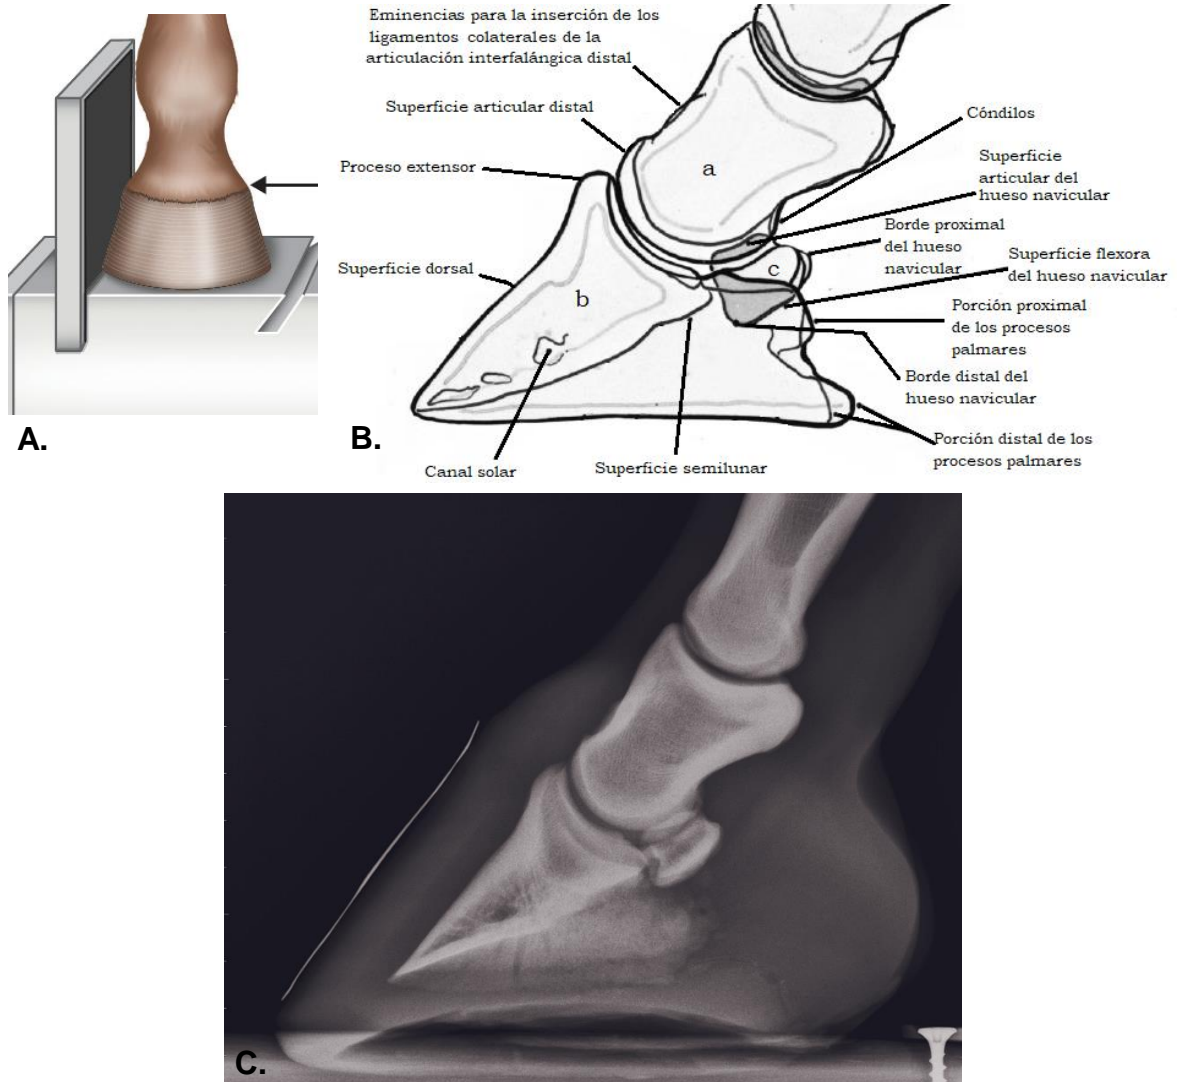 Eminencias para la inserción de los
ligamentos colaterales de la
articulación interfalángica distal
Superficie articular distal
Proceso extensor
Superficie dorsal
a
b
c
Cóndilos
Superficie
articular del
hueso navicular
Borde proximal
del hueso
navicular
Superficie flexora
del hueso navicular
Porción proximal
de los procesos
palmares
Borde distal del
hueso navicular
Porción distal de los
procesos palmares
Canal solar
Superficie semilunar
A.
B.
C.